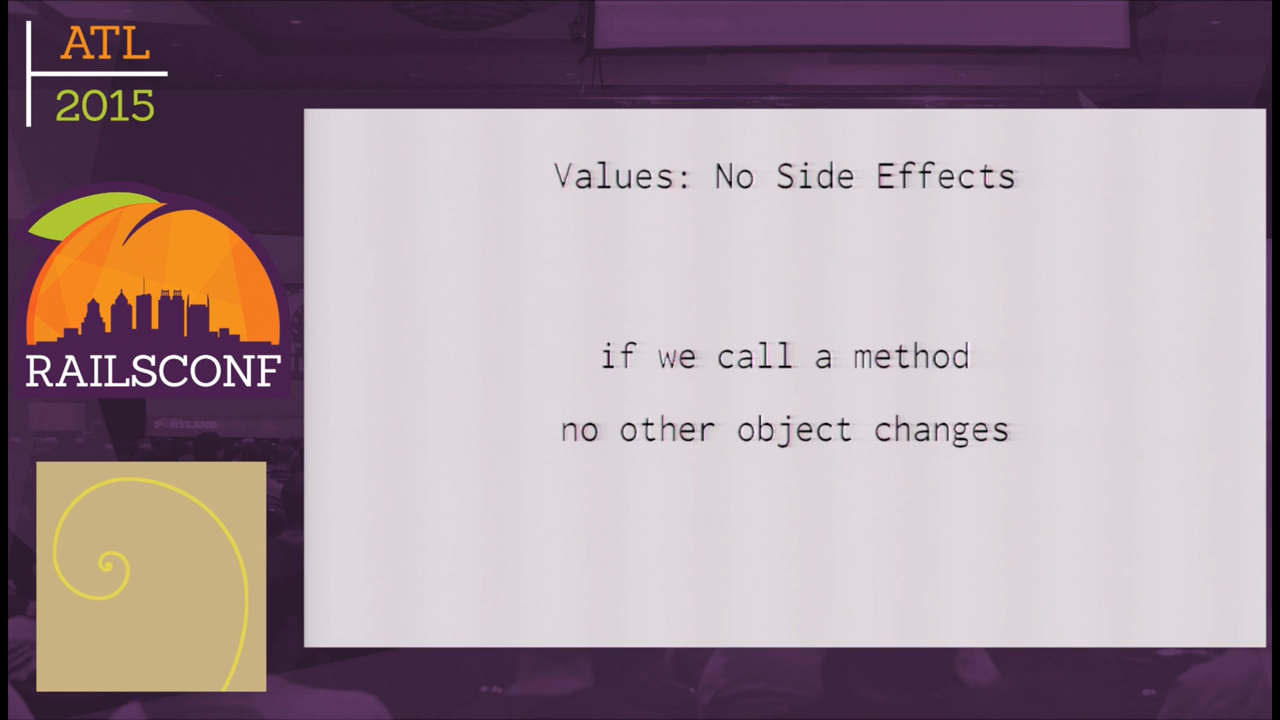 ATL
2015
RAILSCONF
Values: No Side Effects
if we call a method
no other object changes